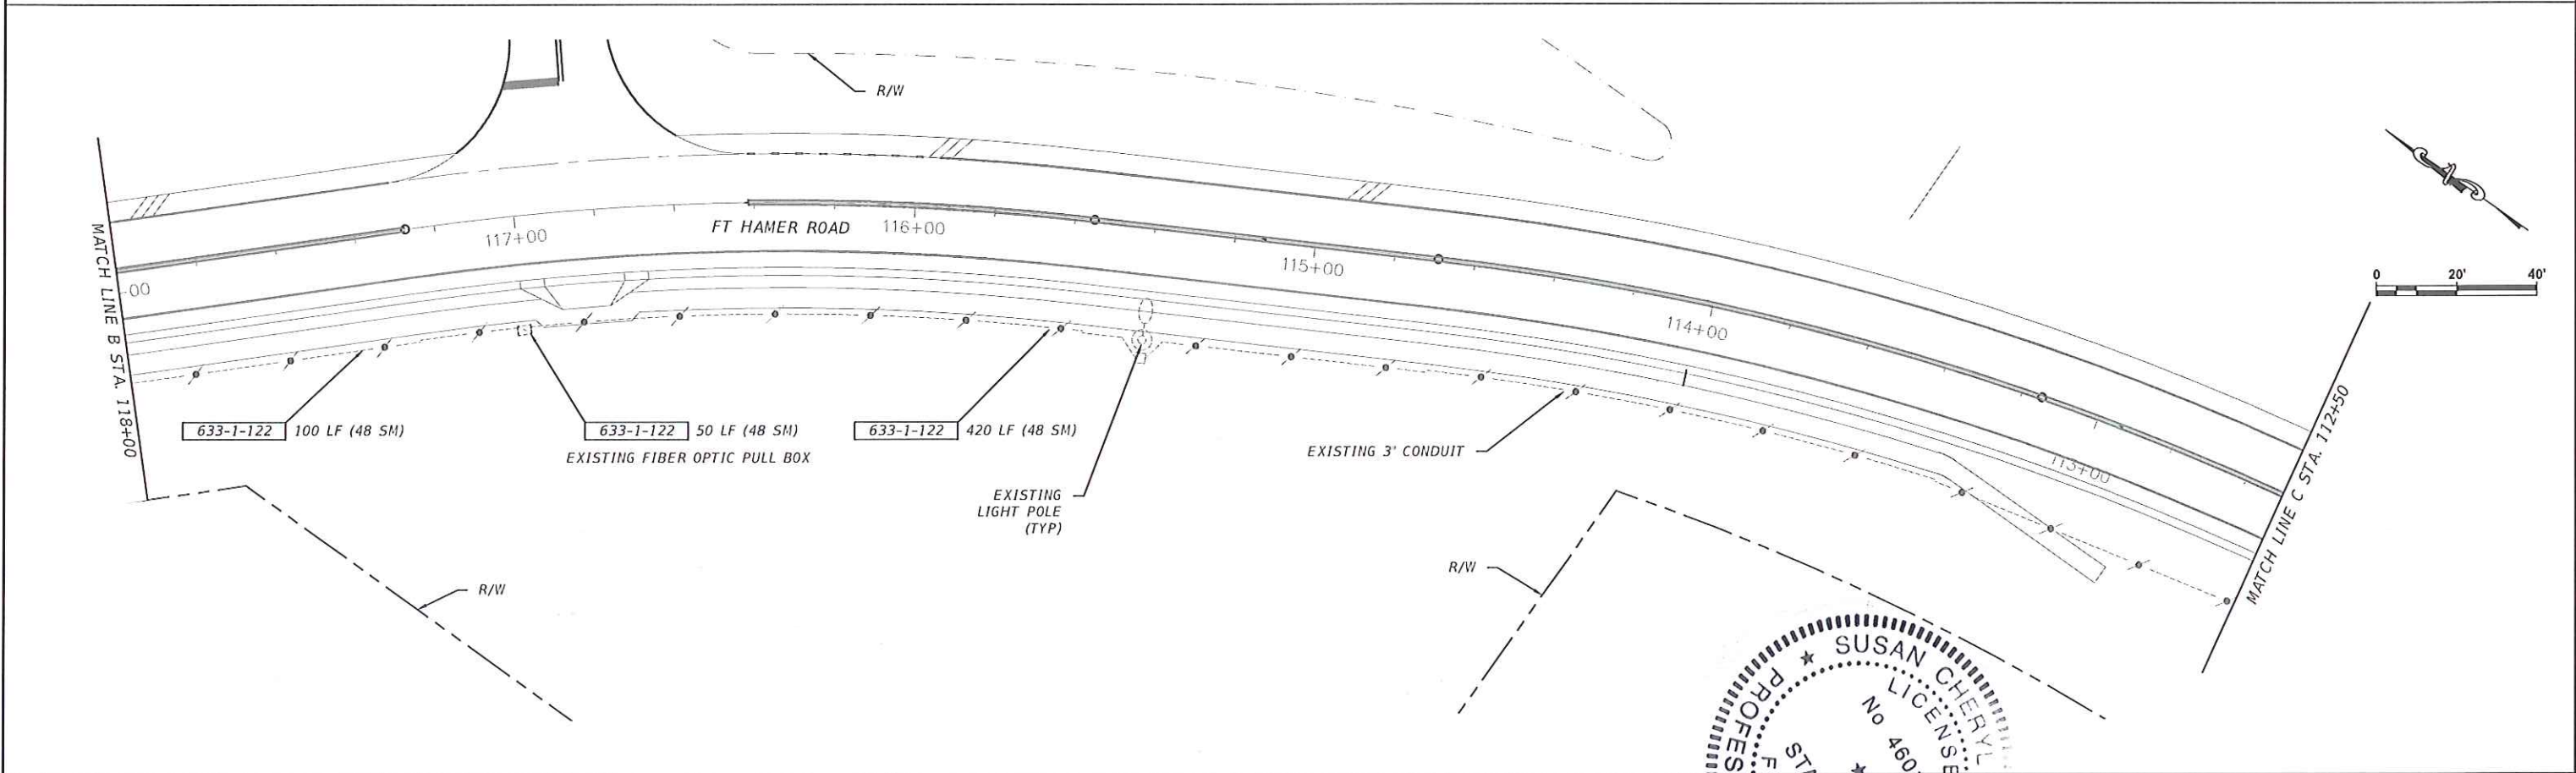 R/W
FT HAMER ROAD
117+00
116+00
115+00
114+00
113+00
00
MATCH LINE B STA. 118+00
MATCH LINE C STA. 112+50
0 20' 40'
633-1-122 100 LF (48 SM)
633-1-122 50 LF (48 SM)
EXISTING FIBER OPTIC PULL BOX
633-1-122 420 LF (48 SM)
EXISTING
LIGHT POLE
(TYP)
EXISTING 3" CONDUIT
R/W
R/W
SUSAN CHERYL
PROFES
LICENSE
No 460